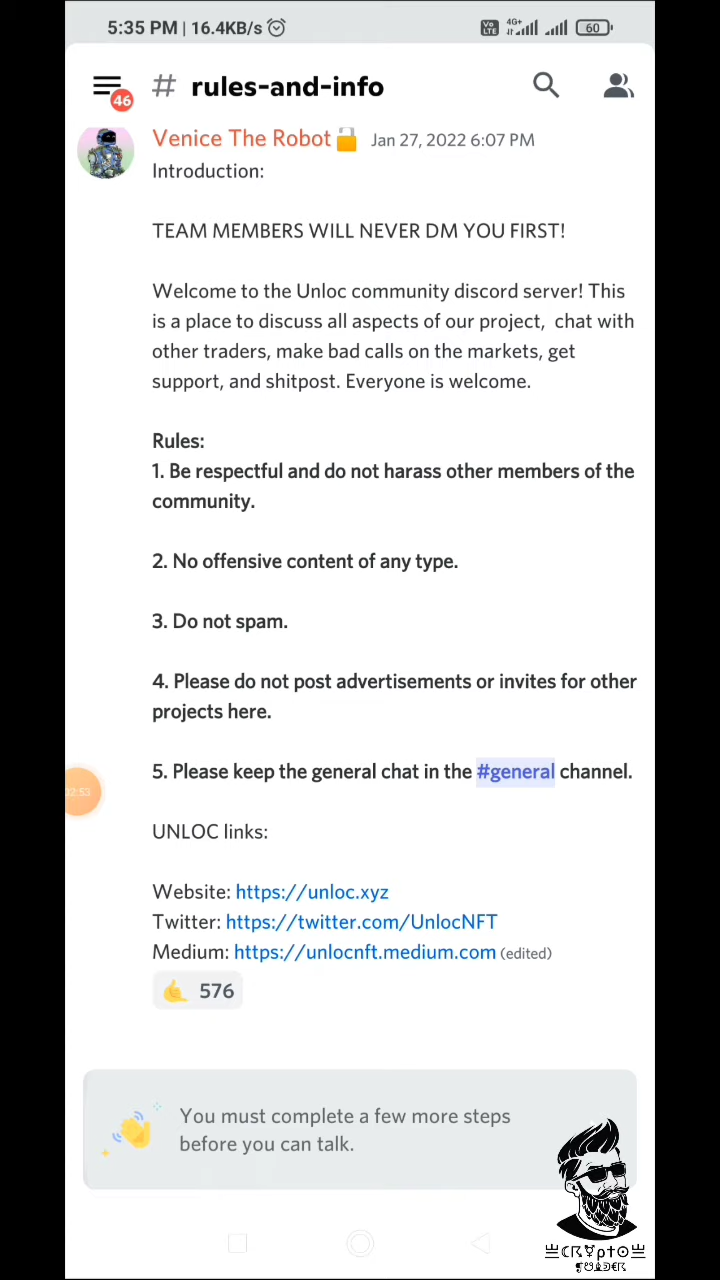 5:35 PM | 16.4KB/s
Vo LTE 4G+ 60
46
# rules-and-info
Venice The Robot Jan 27, 2022 6:07 PM
Introduction:
TEAM MEMBERS WILL NEVER DM YOU FIRST!
Welcome to the Unloc community discord server! This
is a place to discuss all aspects of our project, chat with
other traders, make bad calls on the markets, get
support, and shitpost. Everyone is welcome.
Rules:
1. Be respectful and do not harass other members of the
community.
2. No offensive content of any type.
3. Do not spam.
4. Please do not post advertisements or invites for other
projects here.
5. Please keep the general chat in the #general channel.
02:53
UNLOC links:
Website: https://unloc.xyz
Twitter: https://twitter.com/UnlocNFT
Medium: https://unlocnft.medium.com (edited)
576
You must complete a few more steps
before you can talk.